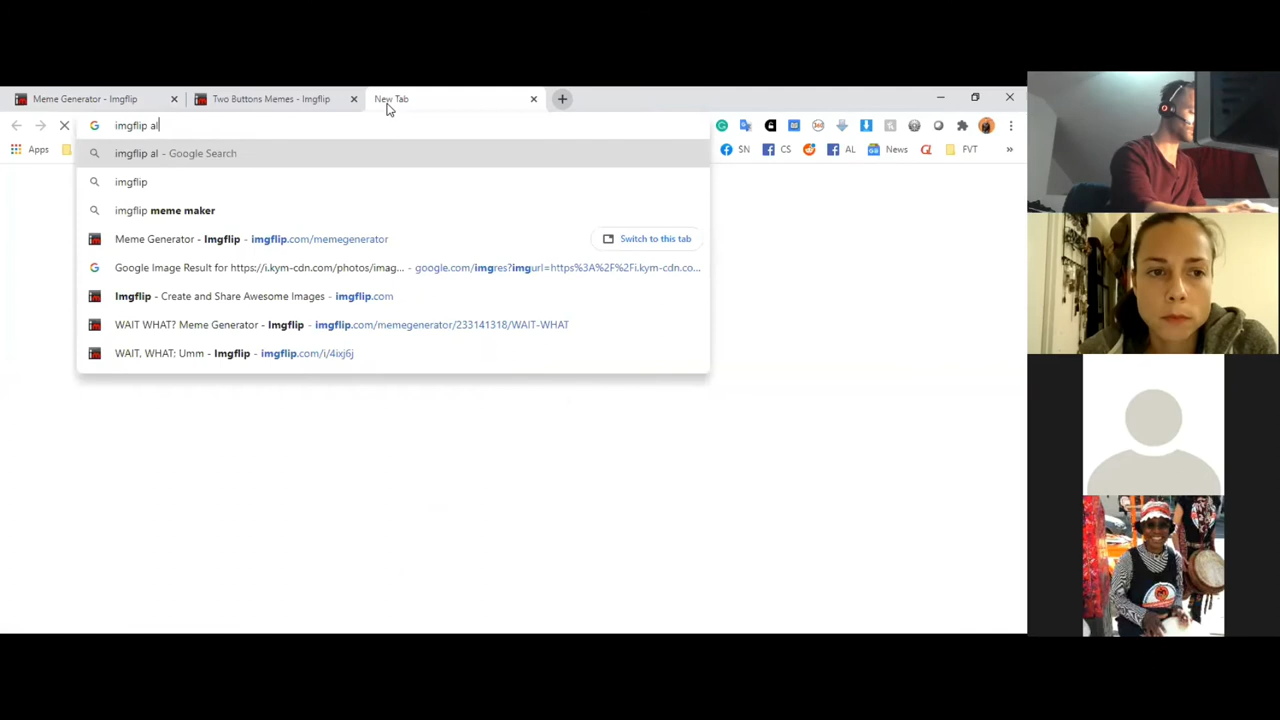 Meme Generator - Imgflip
Two Buttons Memes - Imgflip
New Tab
imgflip al
Apps
SN
CS
AL
News
FVT
imgflip al - Google Search
imgflip
imgflip meme maker
Meme Generator - Imgflip - imgflip.com/memegenerator
Switch to this tab
Google Image Result for https://i.kym-cdn.com/photos/imag... - google.com/imgres?imgurl=https%3A%2F%2Fi.kym-cdn.co...
Imgflip - Create and Share Awesome Images - imgflip.com
WAIT WHAT? Meme Generator - Imgflip - imgflip.com/memegenerator/233141318/WAIT-WHAT
WAIT, WHAT: Umm - Imgflip - imgflip.com/i/4ixj6j